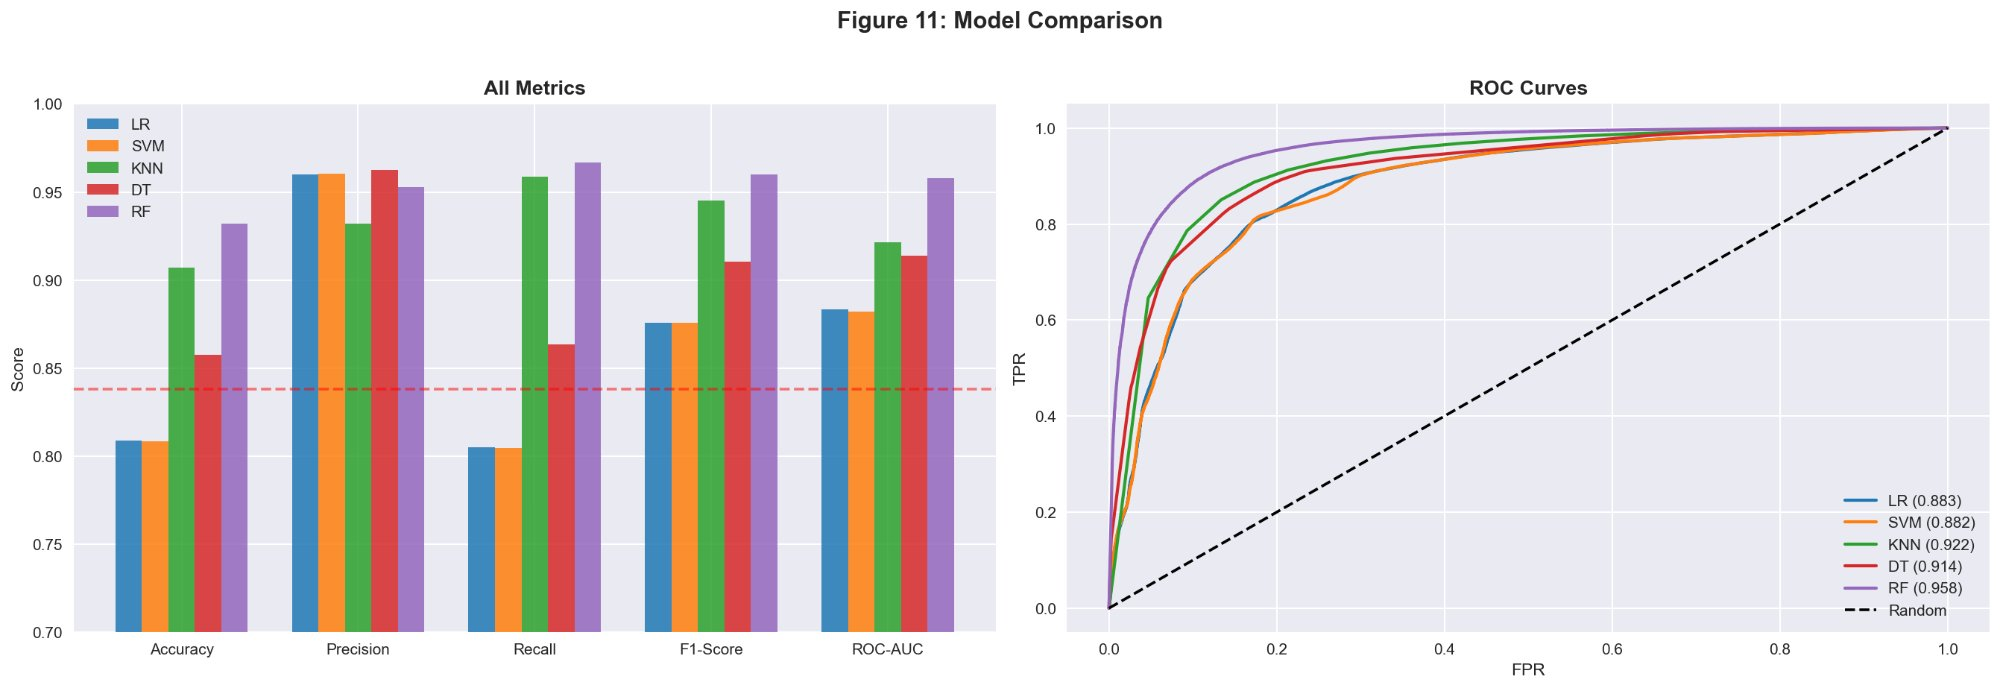 Figure 11: Model Comparison
All Metrics
1.00
0.95
0.90
0.85
0.80
0.75
0.70
Score
LR
SVM
KNN
DT
RF
Accuracy
Precision
Recall
F1-Score
ROC-AUC
ROC Curves
1.0
0.8
0.6
0.4
0.2
0.0
TPR
LR (0.883)
SVM (0.882)
KNN (0.922)
DT (0.914)
RF (0.958)
Random
0.0
0.2
0.4
0.6
0.8
1.0
FPR